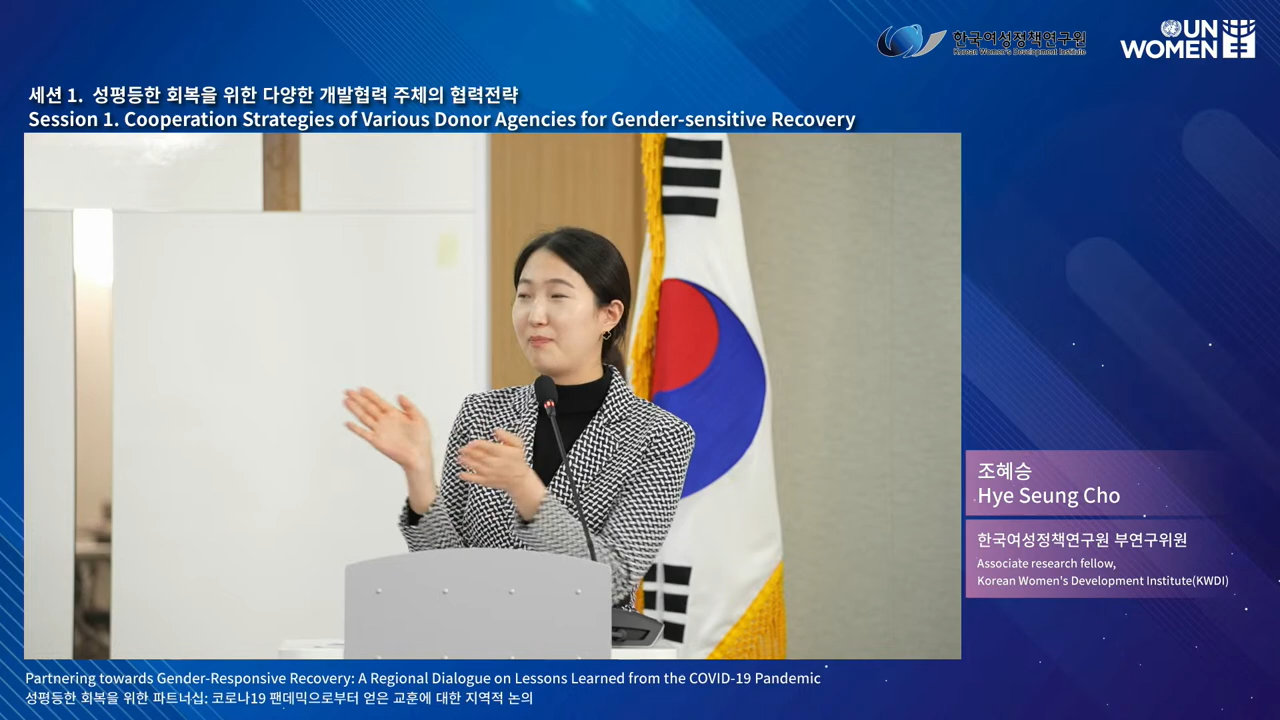 한국여성정책연구원
Korean Women's Development Institute
UN
WOMEN
세션 1. 성평등한 회복을 위한 다양한 개발협력 주체의 협력전략
Session 1. Cooperation Strategies of Various Donor Agencies for Gender-sensitive Recovery
조혜승
Hye Seung Cho
한국여성정책연구원 부연구위원
Associate research fellow,
Korean Women's Development Institute(KWDI)
Partnering towards Gender-Responsive Recovery: A Regional Dialogue on Lessons Learned from the COVID-19 Pandemic
성평등한 회복을 위한 파트너십: 코로나19 팬데믹으로부터 얻은 교훈에 대한 지역적 논의